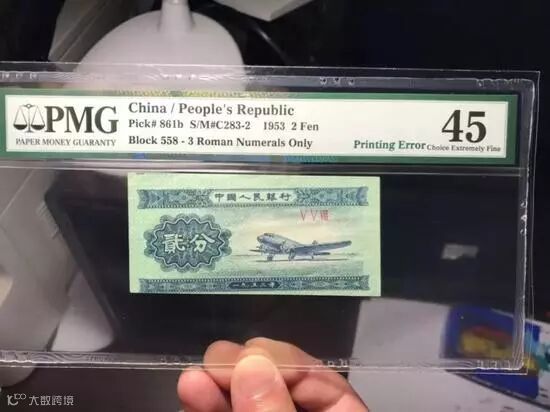 PMG
PAPER MONEY GUARANTY
China / People's Republic
Pick# 861b S/M#C283-2 1953 2 Fen
Block 558 - 3 Roman Numerals Only
Printing Error
45
Choice Extremely Fine
中國人民銀行
V V VIII
貳分
一九五三年
大数跨境